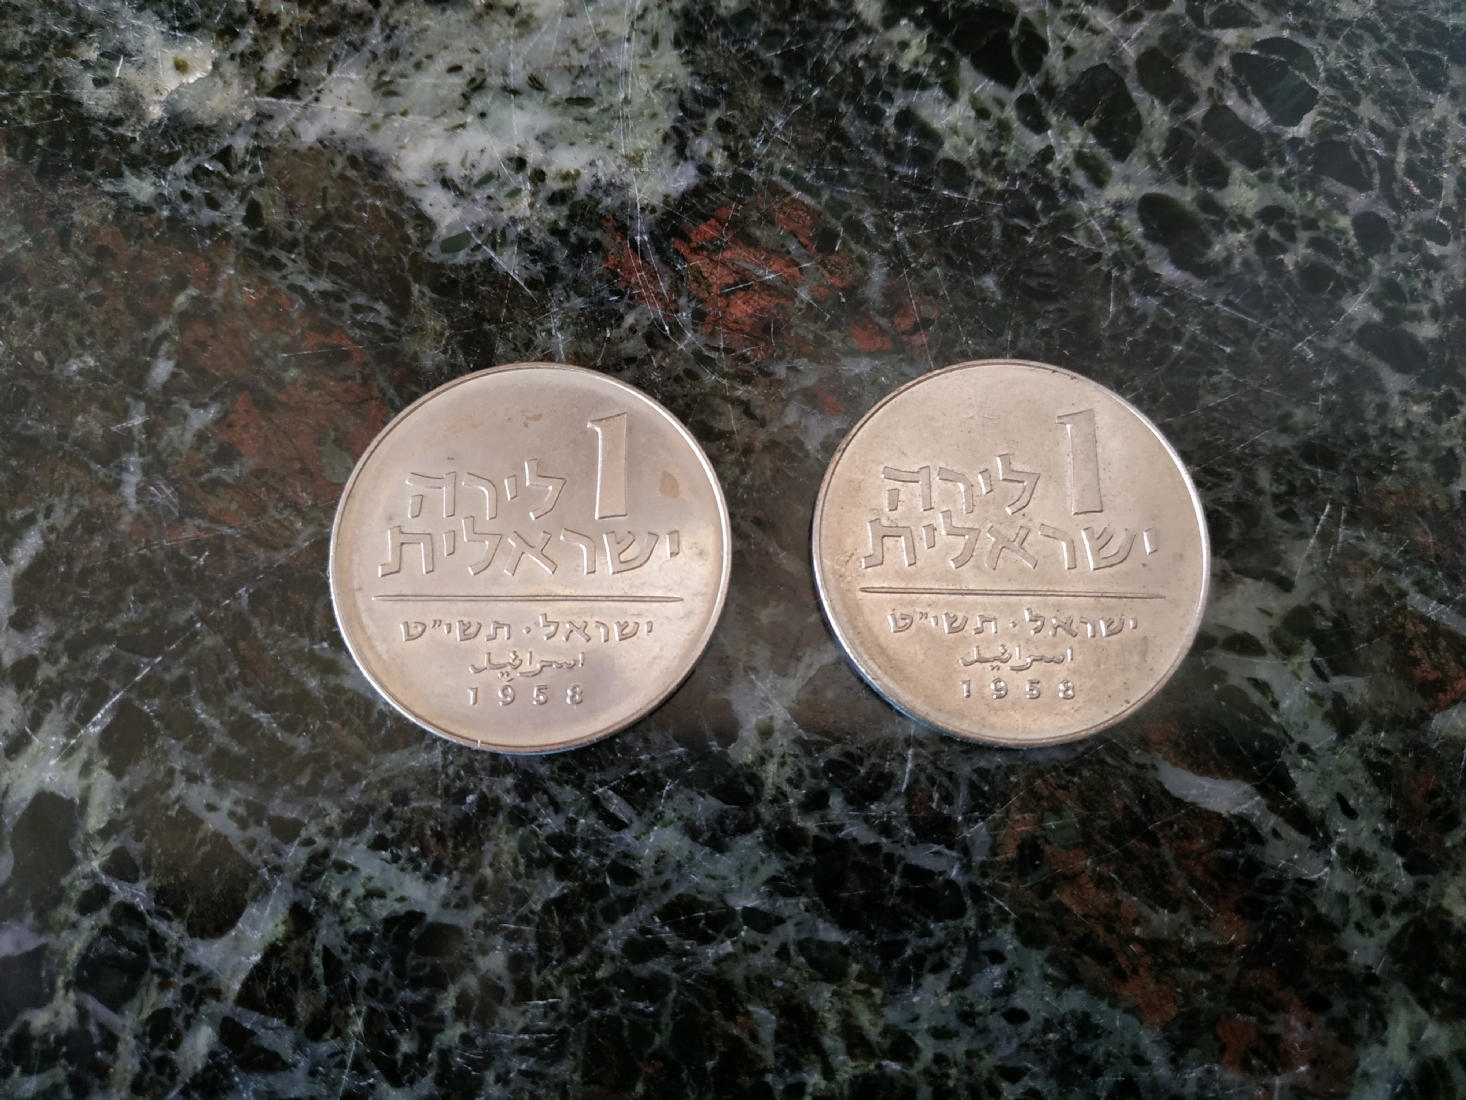 1
לירה
ישראלית
ישראל · תשי"ט
اسرائيل
1958
1
לירה
ישראלית
ישראל · תשי"ט
اسرائيل
1958